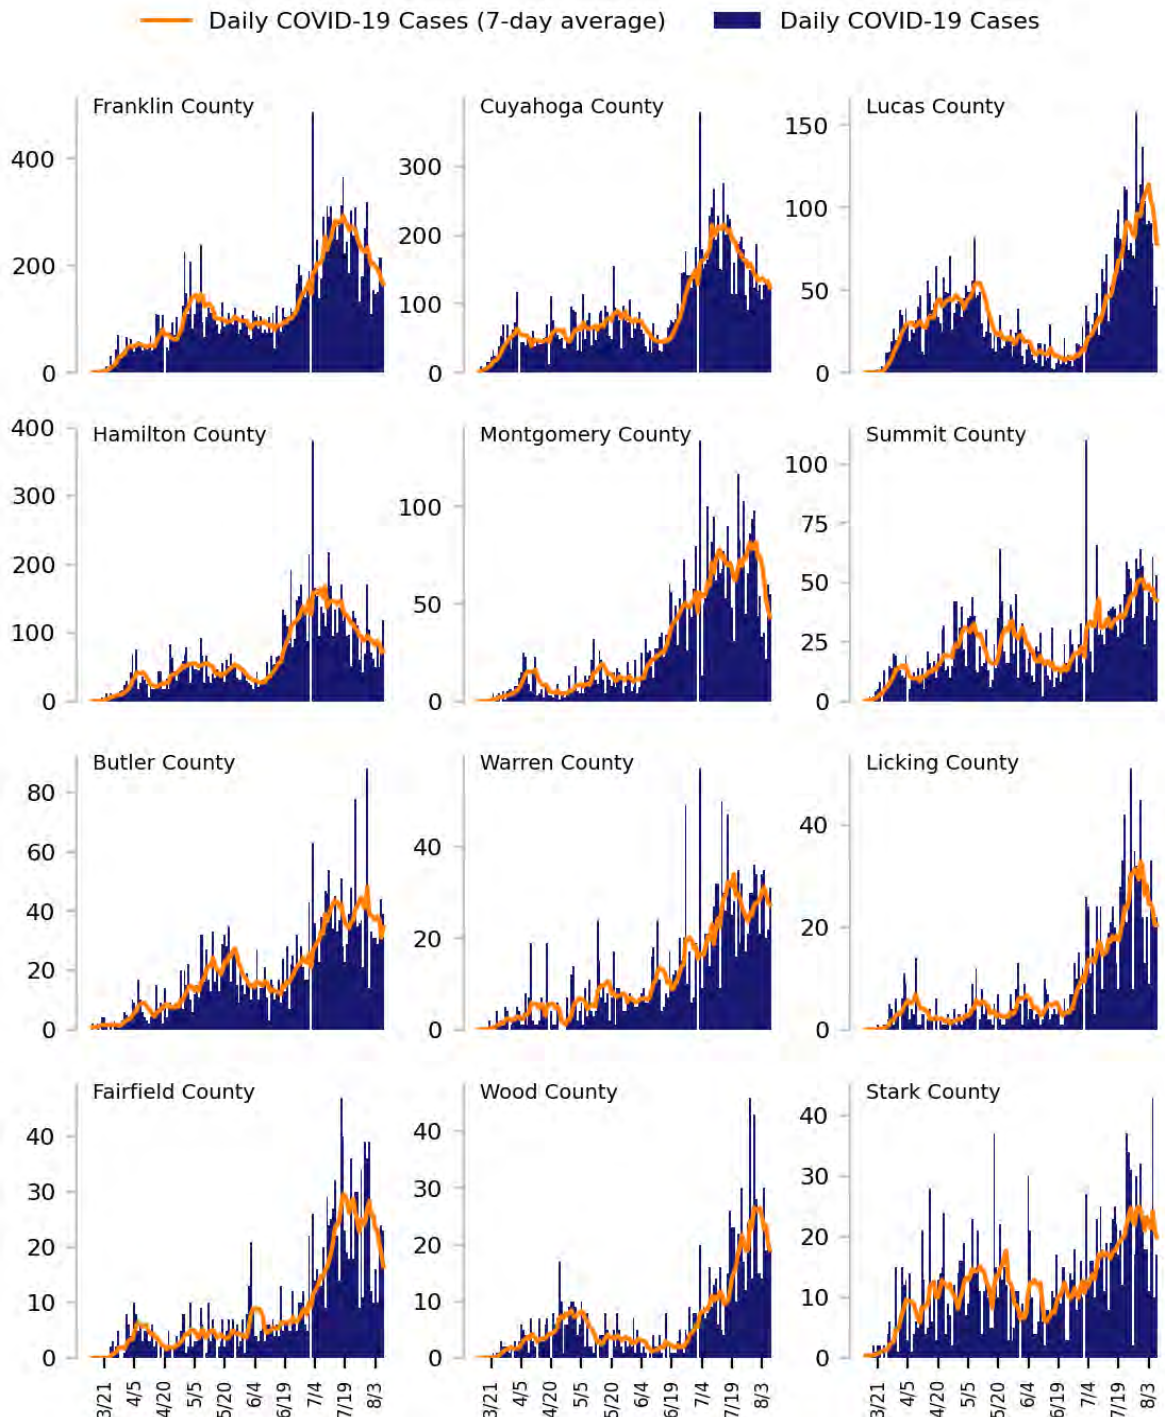 Daily COVID-19 Cases (7-day average) Daily COVID-19 Cases
Franklin County Cuyahoga County Lucas County
400 300 150
200 200 100
100 50
0 0 0
Hamilton County Montgomery County Summit County
400 100 100
300 50 75
200 50
100 25
0 0 0
Butler County Warren County Licking County
80 40 40
60 20 20
40
20
0 0 0
Fairfield County Wood County Stark County
40 40 40
30 30 30
20 20 20
10 10 10
0 0 0
3/21 4/5 4/20 5/5 5/20 6/4 6/19 7/4 7/19 8/3 3/21 4/5 4/20 5/5 5/20 6/4 6/19 7/4 7/19 8/3 3/21 4/5 4/20 5/5 5/20 6/4 6/19 7/4 7/19 8/3